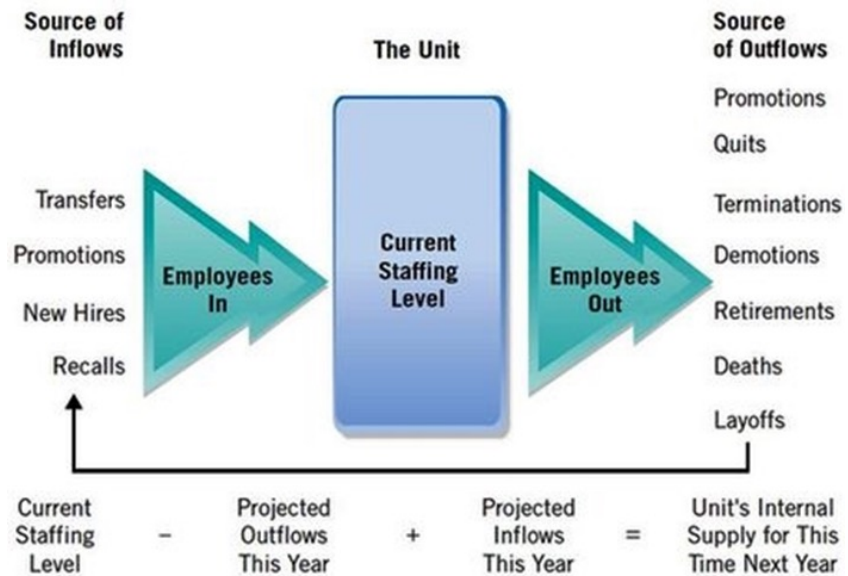 Source of
Inflows
The Unit
Source
of Outflows
Transfers
Promotions
New Hires
Recalls
Employees
In
Current
Staffing
Level
Employees
Out
Promotions
Quits
Terminations
Demotions
Retirements
Deaths
Layoffs
Current
Staffing
Level
–
Projected
Outflows
This Year
+
Projected
Inflows
This Year
=
Unit's Internal
Supply for This
Time Next Year